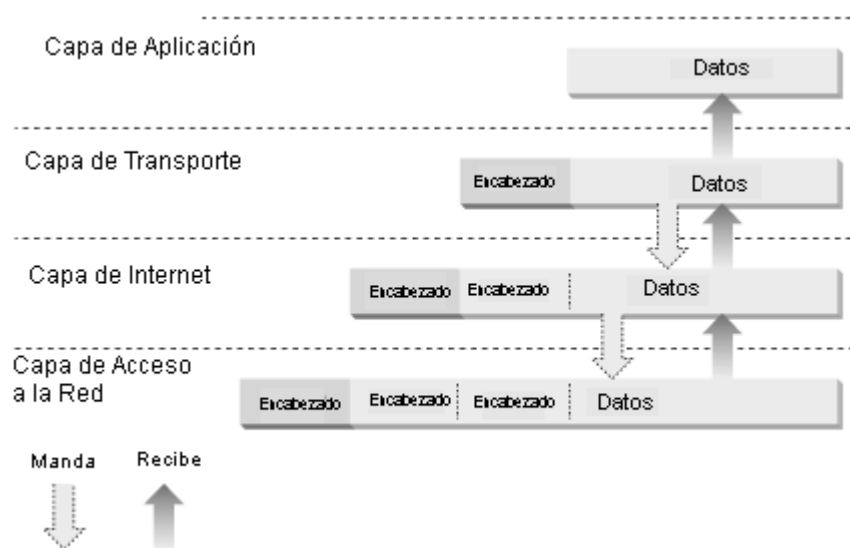 Capa de Aplicación
Datos
Capa de Transporte
Encabezado
Datos
Capa de Internet
Encabezado
Encabezado
Datos
Capa de Acceso
a la Red
Encabezado
Encabezado
Encabezado
Datos
Manda
Recibe